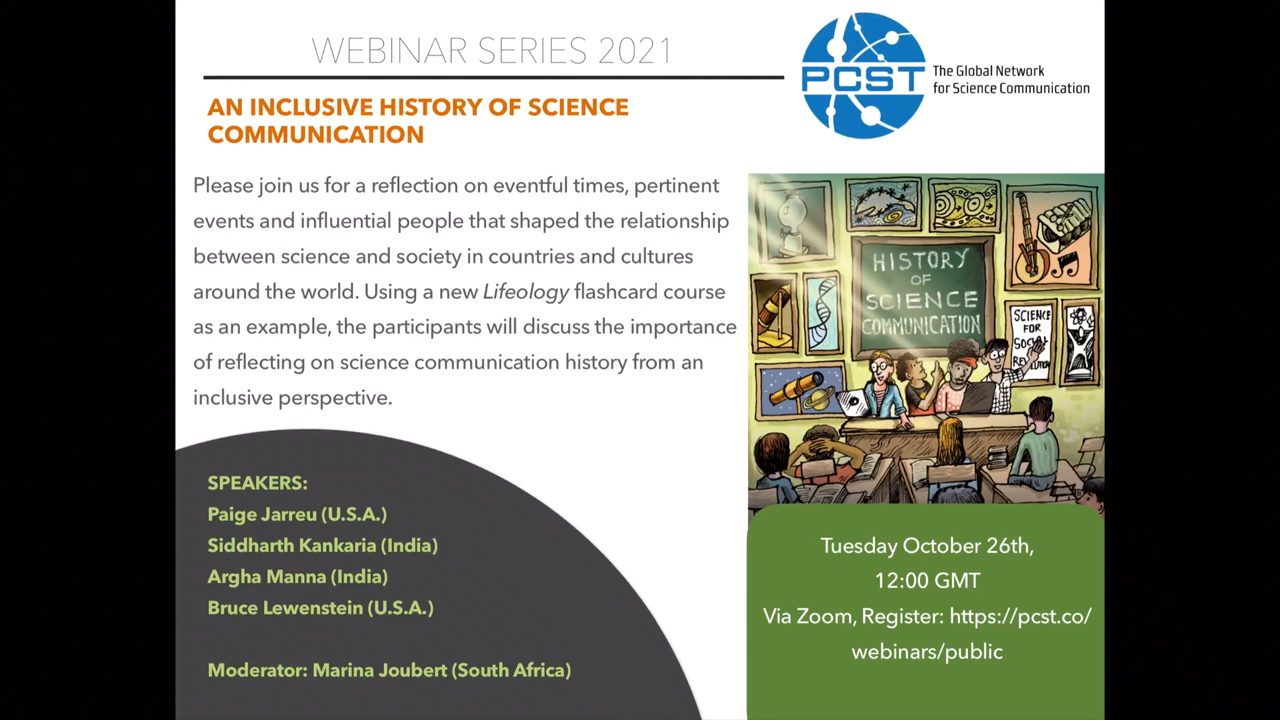 WEBINAR SERIES 2021
PCST
The Global Network
for Science Communication
AN INCLUSIVE HISTORY OF SCIENCE
COMMUNICATION
Please join us for a reflection on eventful times, pertinent
events and influential people that shaped the relationship
between science and society in countries and cultures
around the world. Using a new Lifeology flashcard course
as an example, the participants will discuss the importance
of reflecting on science communication history from an
inclusive perspective.
HISTORY
OF
SCIENCE
COMMUNICATION
SCIENCE
FOR
SPEAKERS:
Paige Jarreu (U.S.A.)
Siddharth Kankaria (India)
Argha Manna (India)
Bruce Lewenstein (U.S.A.)
Moderator: Marina Joubert (South Africa)
Tuesday October 26th,
12:00 GMT
Via Zoom, Register: https://pcst.co/
webinars/public